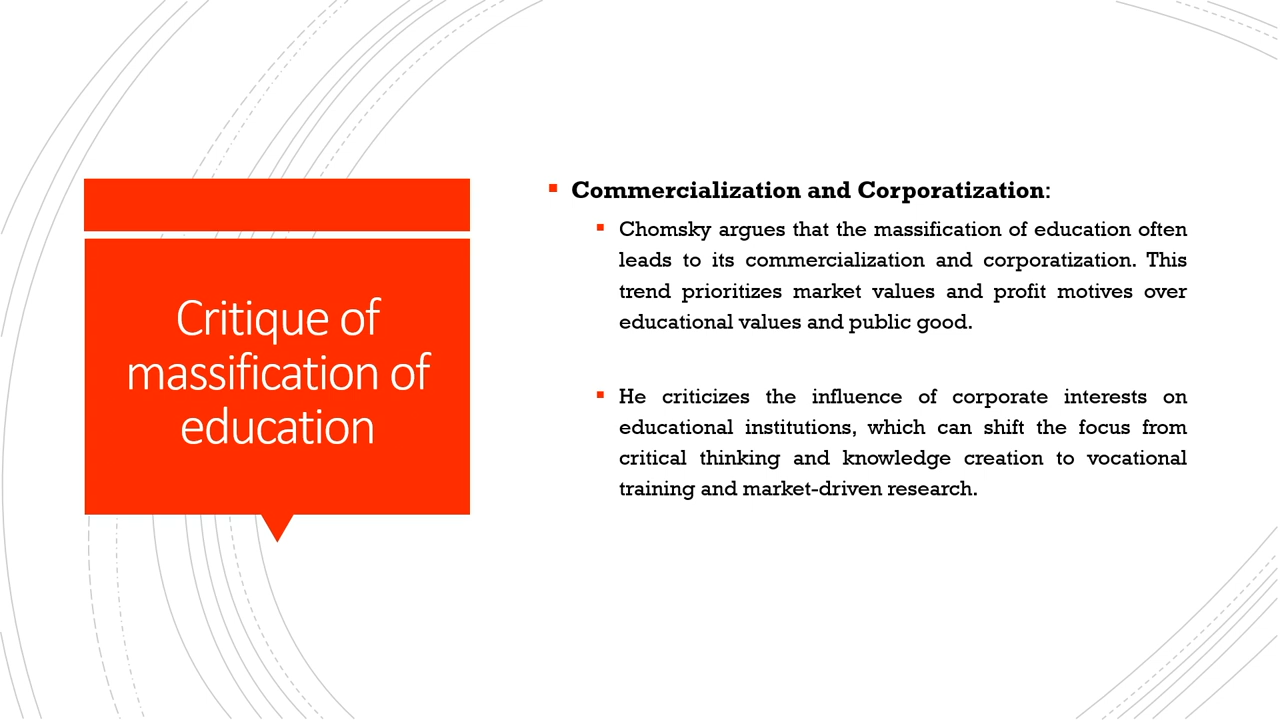 Critique of
massification of
education
▪ Commercialization and Corporatization:
▪ Chomsky argues that the massification of education often
leads to its commercialization and corporatization. This
trend prioritizes market values and profit motives over
educational values and public good.
▪ He criticizes the influence of corporate interests on
educational institutions, which can shift the focus from
critical thinking and knowledge creation to vocational
training and market-driven research.